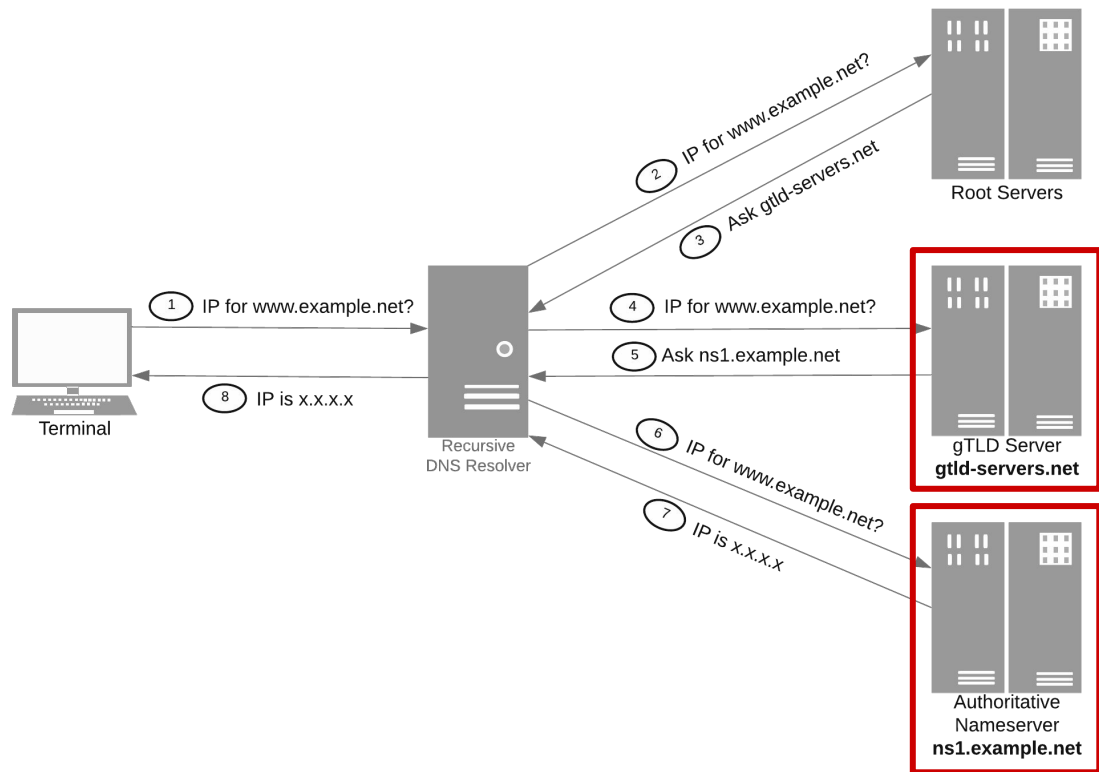 2 IP for www.example.net?
3 Ask gtld-servers.net
Root Servers
1 IP for www.example.net?
8 IP is x.x.x.x
Terminal
Recursive
DNS Resolver
4 IP for www.example.net?
5 Ask ns1.example.net
gTLD Server
gtld-servers.net
6 IP for www.example.net?
7 IP is x.x.x.x
Authoritative
Nameserver
ns1.example.net